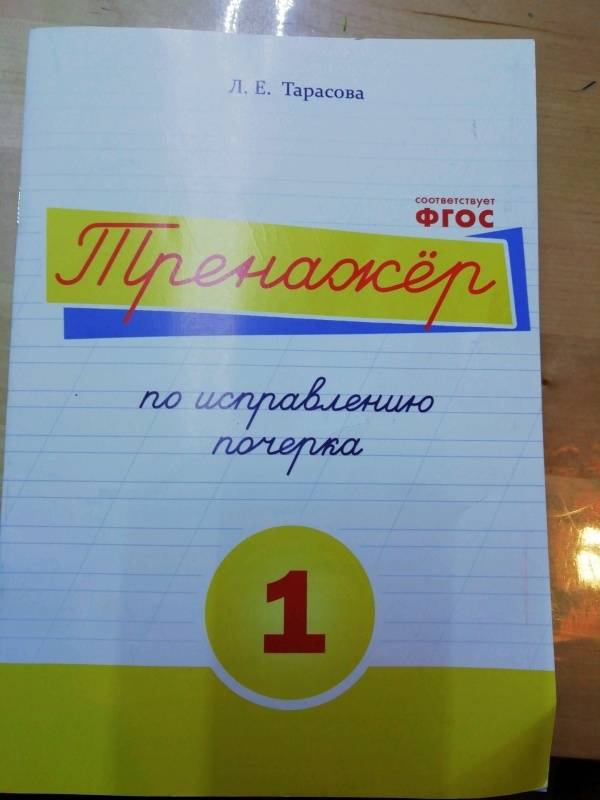 Л. Е. Тарасова
соответствует
ФГОС
Тренажёр
по исправлению
почерка
1